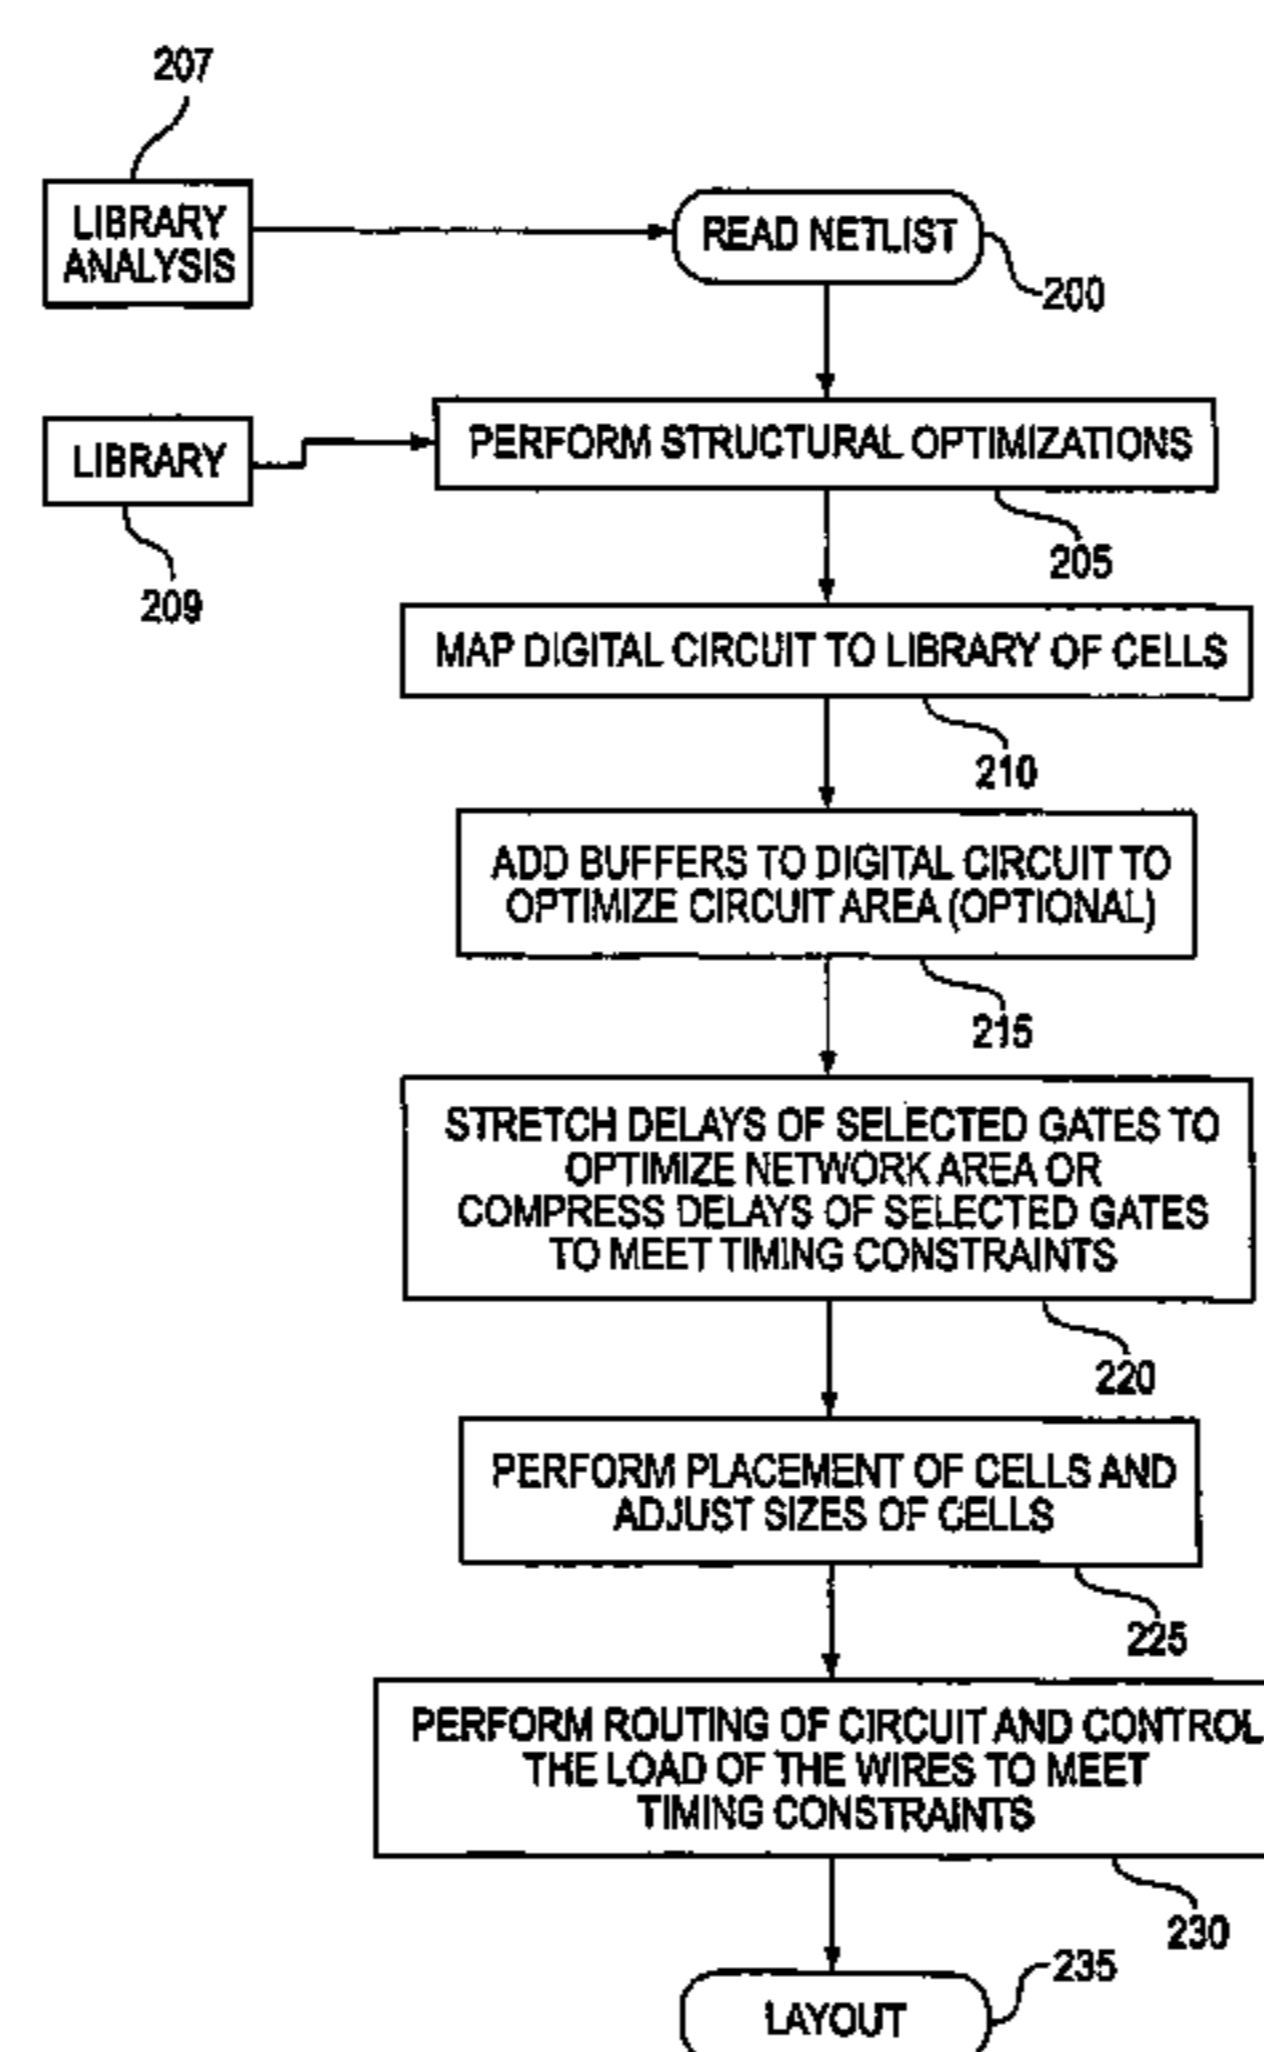 207
LIBRARY
ANALYSIS
READ NETLIST
200
LIBRARY
209
PERFORM STRUCTURAL OPTIMIZATIONS
205
MAP DIGITAL CIRCUIT TO LIBRARY OF CELLS
210
ADD BUFFERS TO DIGITAL CIRCUIT TO
OPTIMIZE CIRCUIT AREA (OPTIONAL)
215
STRETCH DELAYS OF SELECTED GATES TO
OPTIMIZE NETWORK AREA OR
COMPRESS DELAYS OF SELECTED GATES
TO MEET TIMING CONSTRAINTS
220
PERFORM PLACEMENT OF CELLS AND
ADJUST SIZES OF CELLS
225
PERFORM ROUTING OF CIRCUIT AND CONTROL
THE LOAD OF THE WIRES TO MEET
TIMING CONSTRAINTS
230
235
LAYOUT